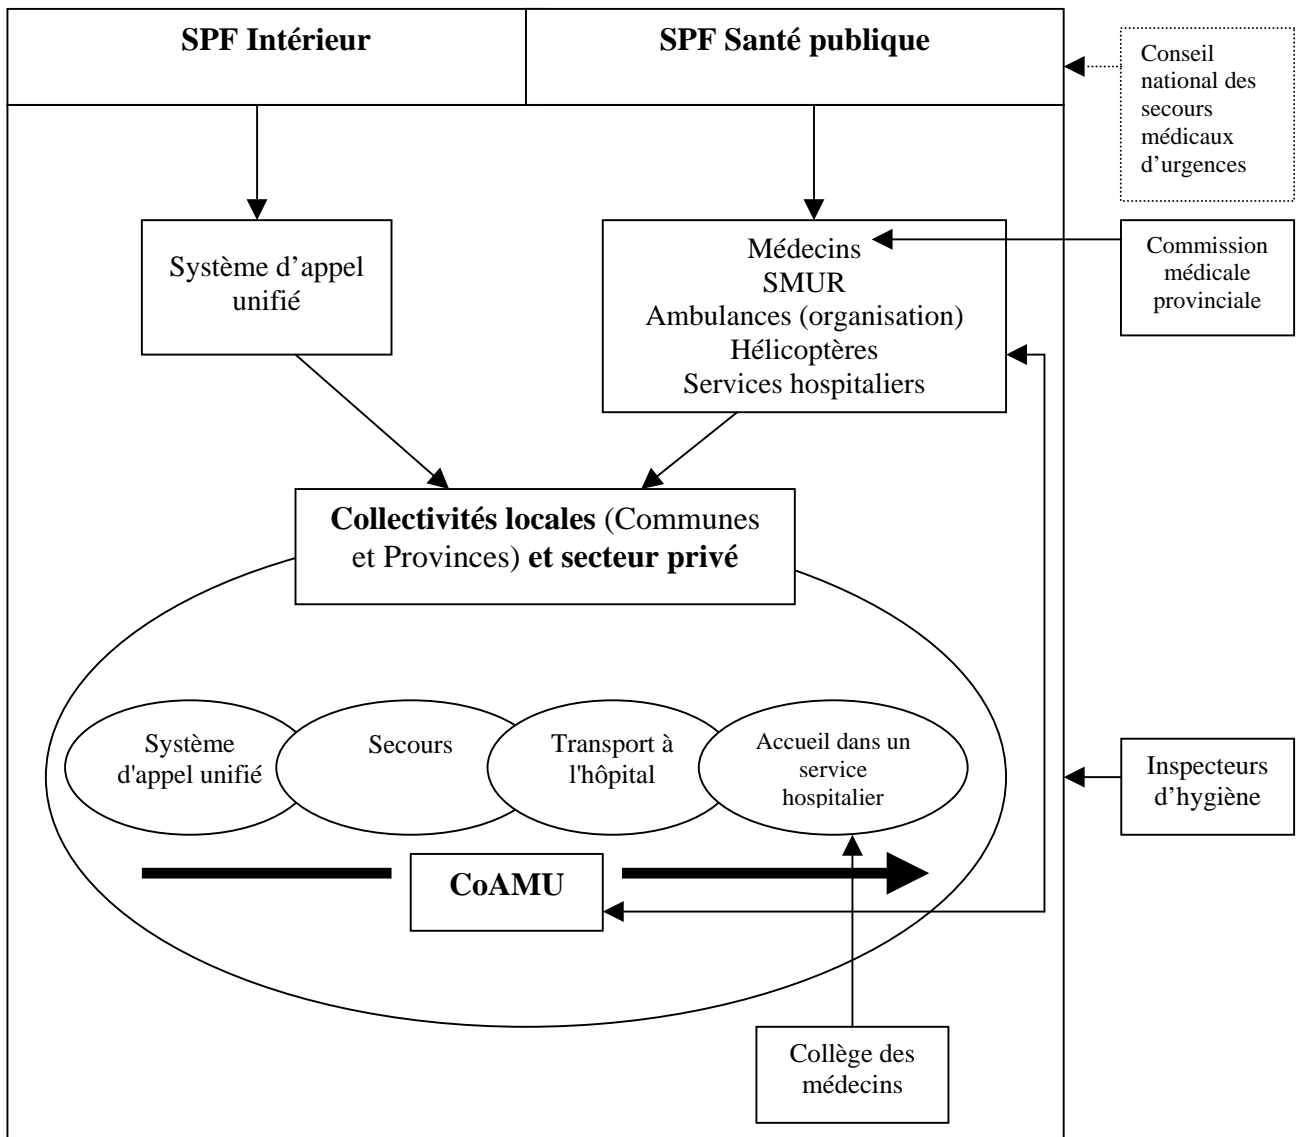 SPF Intérieur
SPF Santé publique
Conseil
national des
secours
médicaux
d’urgences
Système d’appel
unifié
Médecins
SMUR
Ambulances (organisation)
Hélicoptères
Services hospitaliers
Commission
médicale
provinciale
Collectivités locales (Communes
et Provinces) et secteur privé
Système
d'appel unifié
Secours
Transport à
l'hôpital
Accueil dans un
service
hospitalier
Inspecteurs
d’hygiène
CoAMU
Collège des
médecins